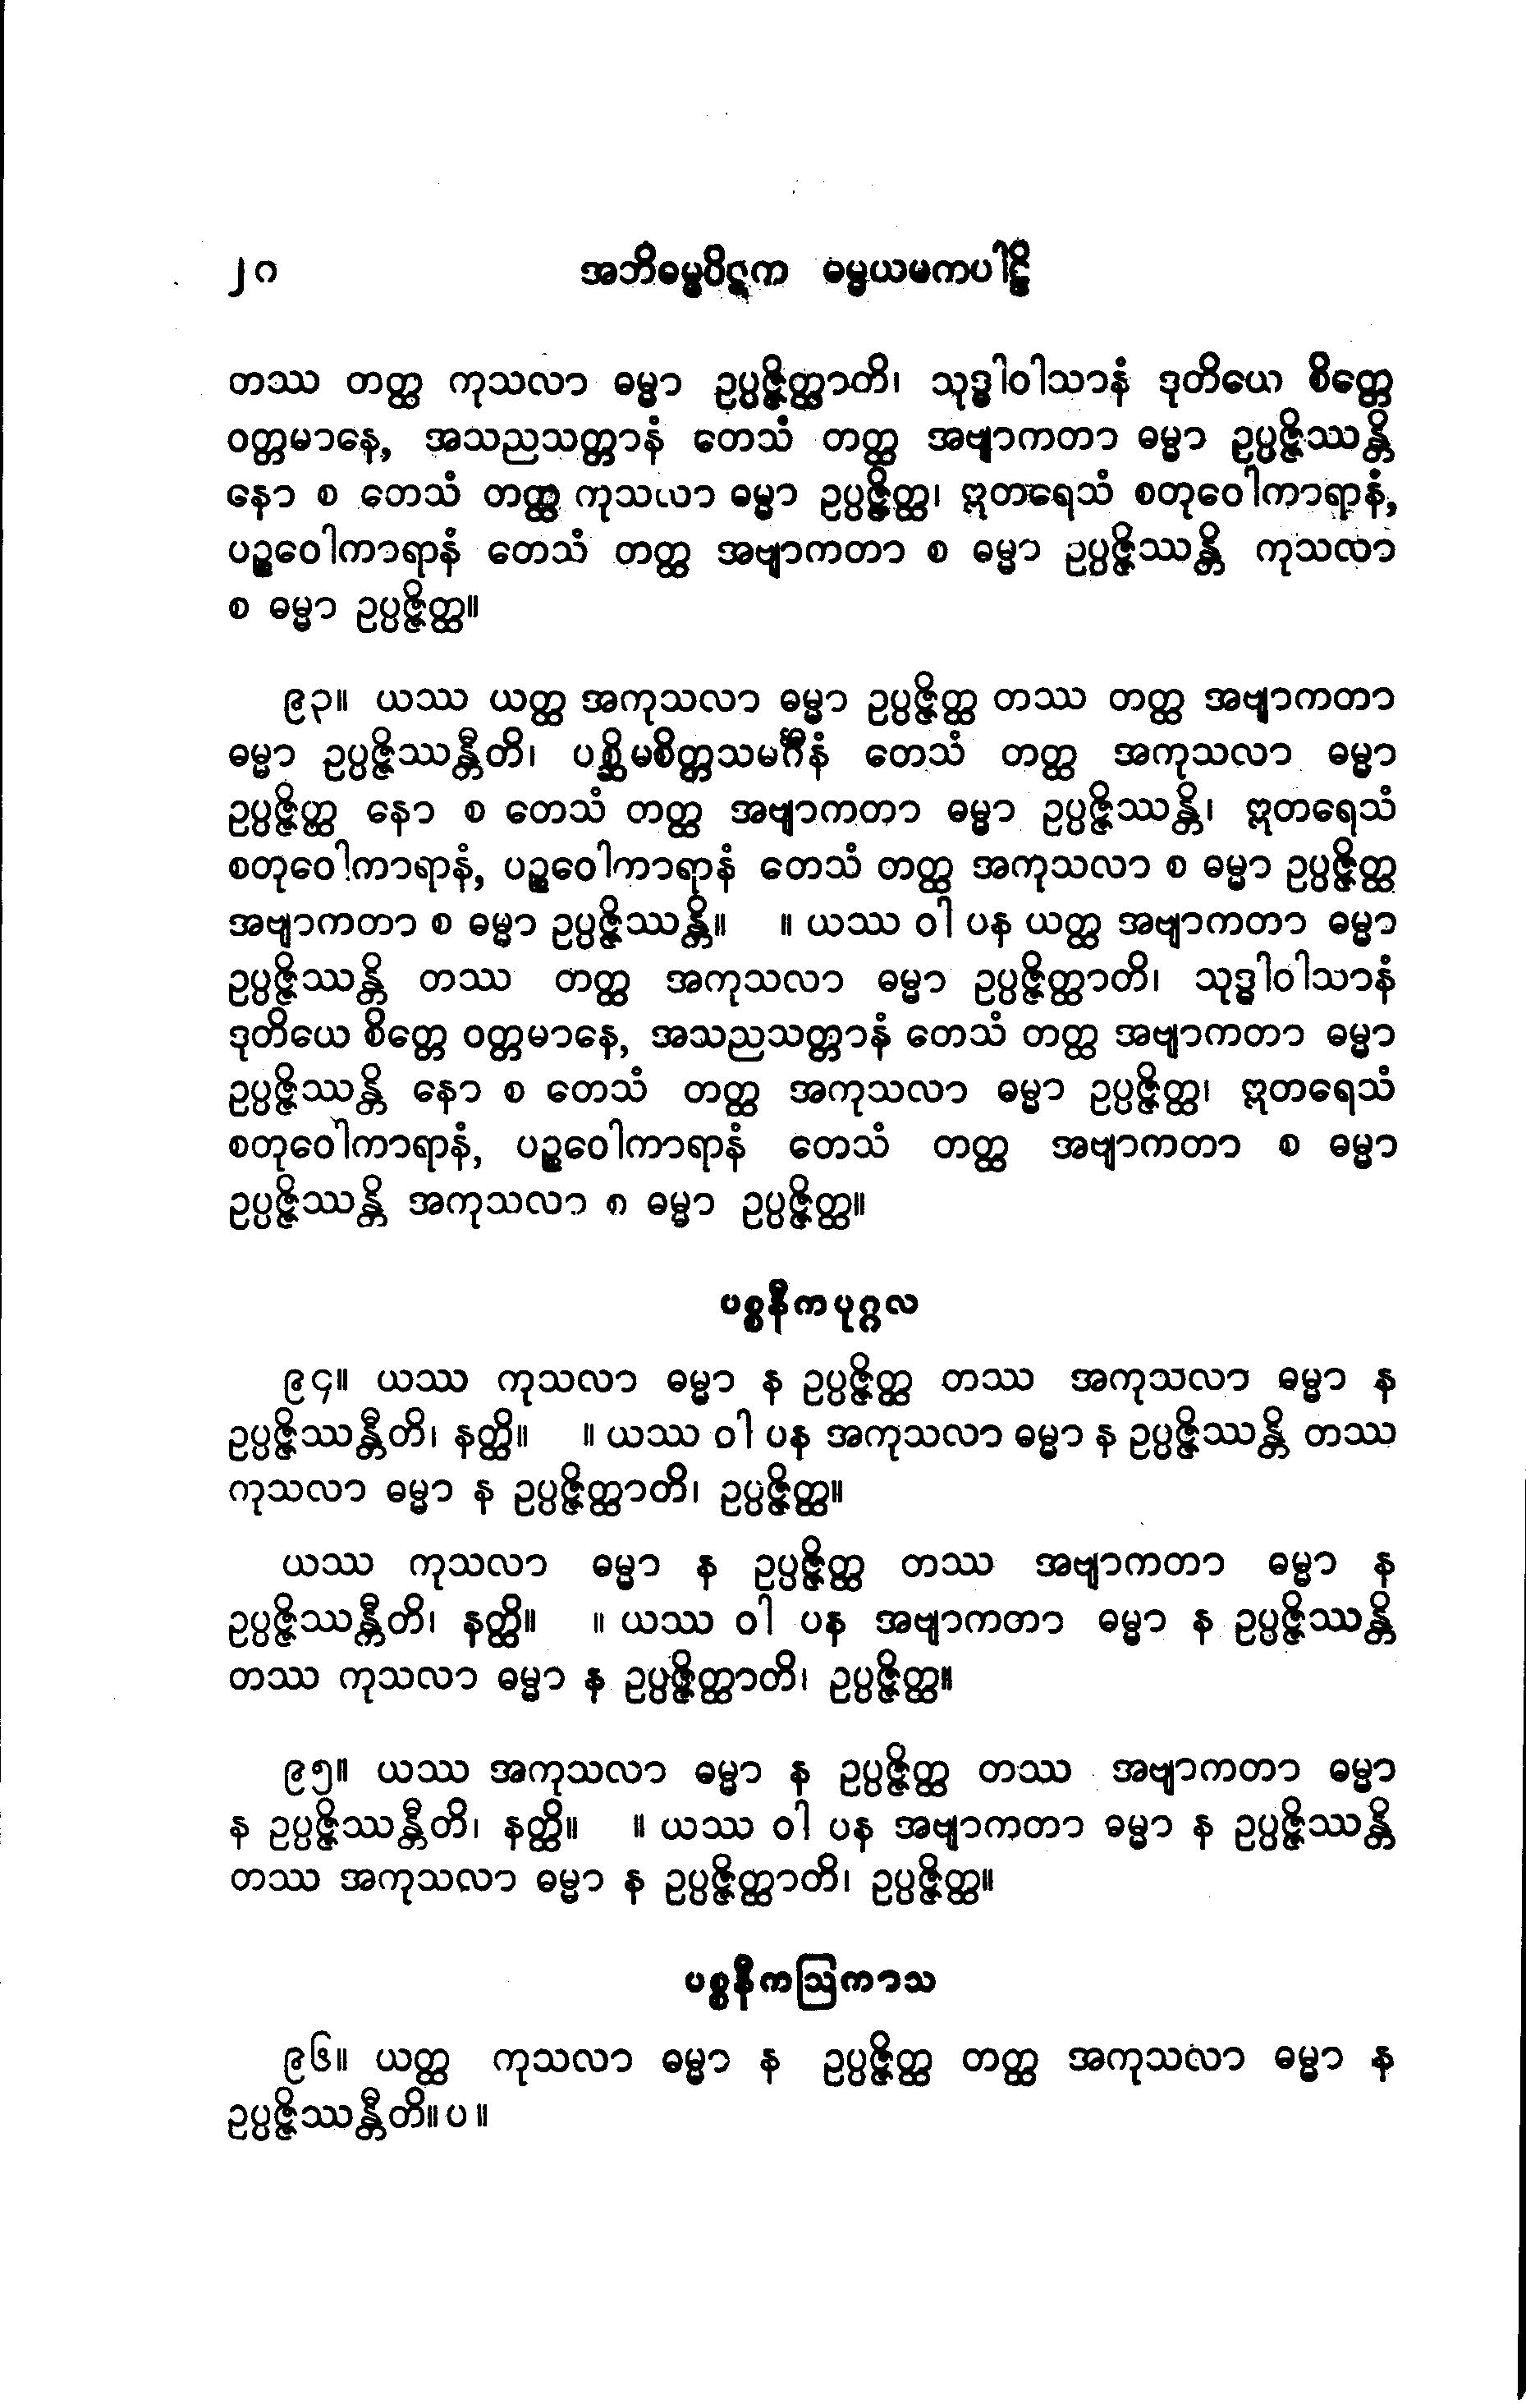 ၂၀ အဘိဓမ္မပိဋက ဓမ္မယမကပါဠိ
တဿ တတ္ထ ကုသလာ ဓမ္မာ ဥပ္ပဇ္ဇိတ္ထာတိ၊ သုဒ္ဓါဝါသာနံ ဒုတိယေ စိတ္တေ
ဝတ္တမာနေ, အသညသတ္တာနံ တေသံ တတ္ထ အဗျာကတာ ဓမ္မာ ဥပ္ပဇ္ဇိဿန္တိ
နော စ တေသံ တတ္ထ ကုသလာ ဓမ္မာ ဥပ္ပဇ္ဇိတ္ထ၊ ဣတရေသံ စတုဝေါကာရာနံ,
ပဉ္စဝေါကာရာနံ တေသံ တတ္ထ အဗျာကတာ စ ဓမ္မာ ဥပ္ပဇ္ဇိဿန္တိ ကုသလာ
စ ဓမ္မာ ဥပ္ပဇ္ဇိတ္ထ။
၉၃။ ယဿ ယတ္ထ အကုသလာ ဓမ္မာ ဥပ္ပဇ္ဇိတ္ထ တဿ တတ္ထ အဗျာကတာ
ဓမ္မာ ဥပ္ပဇ္ဇိဿန္တီတိ၊ ပစ္ဆိမစိတ္တသမင်္ဂီနံ တေသံ တတ္ထ အကုသလာ ဓမ္မာ
ဥပ္ပဇ္ဇိတ္ထ နော စ တေသံ တတ္ထ အဗျာကတာ ဓမ္မာ ဥပ္ပဇ္ဇိဿန္တိ၊ ဣတရေသံ
စတုဝေါကာရာနံ, ပဉ္စဝေါကာရာနံ တေသံ တတ္ထ အကုသလာ စ ဓမ္မာ ဥပ္ပဇ္ဇိတ္ထ
အဗျာကတာ စ ဓမ္မာ ဥပ္ပဇ္ဇိဿန္တိ။ ။ ယဿ ဝါ ပန ယတ္ထ အဗျာကတာ ဓမ္မာ
ဥပ္ပဇ္ဇိဿန္တိ တဿ တတ္ထ အကုသလာ ဓမ္မာ ဥပ္ပဇ္ဇိတ္ထာတိ၊ သုဒ္ဓါဝါသာနံ
ဒုတိယေ စိတ္တေ ဝတ္တမာနေ, အသညသတ္တာနံ တေသံ တတ္ထ အဗျာကတာ ဓမ္မာ
ဥပ္ပဇ္ဇိဿန္တိ နော စ တေသံ တတ္ထ အကုသလာ ဓမ္မာ ဥပ္ပဇ္ဇိတ္ထ၊ ဣတရေသံ
စတုဝေါကာရာနံ, ပဉ္စဝေါကာရာနံ တေသံ တတ္ထ အဗျာကတာ စ ဓမ္မာ
ဥပ္ပဇ္ဇိဿန္တိ အကုသလာ စ ဓမ္မာ ဥပ္ပဇ္ဇိတ္ထ။
ပစ္စနီကပုဂ္ဂလ
၉၄။ ယဿ ကုသလာ ဓမ္မာ န ဥပ္ပဇ္ဇိတ္ထ တဿ အကုသလာ ဓမ္မာ န
ဥပ္ပဇ္ဇိဿန္တီတိ၊ နတ္ထိ။ ။ ယဿ ဝါ ပန အကုသလာ ဓမ္မာ န ဥပ္ပဇ္ဇိဿန္တိ တဿ
ကုသလာ ဓမ္မာ န ဥပ္ပဇ္ဇိတ္ထာတိ၊ ဥပ္ပဇ္ဇိတ္ထ။
ယဿ ကုသလာ ဓမ္မာ န ဥပ္ပဇ္ဇိတ္ထ တဿ အဗျာကတာ ဓမ္မာ န
ဥပ္ပဇ္ဇိဿန္တီတိ၊ နတ္ထိ။ ။ ယဿ ဝါ ပန အဗျာကတာ ဓမ္မာ န ဥပ္ပဇ္ဇိဿန္တိ
တဿ ကုသလာ ဓမ္မာ န ဥပ္ပဇ္ဇိတ္ထာတိ၊ ဥပ္ပဇ္ဇိတ္ထ။
၉၅။ ယဿ အကုသလာ ဓမ္မာ န ဥပ္ပဇ္ဇိတ္ထ တဿ အဗျာကတာ ဓမ္မာ
န ဥပ္ပဇ္ဇိဿန္တီတိ၊ နတ္ထိ။ ။ ယဿ ဝါ ပန အဗျာကတာ ဓမ္မာ န ဥပ္ပဇ္ဇိဿန္တိ
တဿ အကုသလာ ဓမ္မာ န ဥပ္ပဇ္ဇိတ္ထာတိ၊ ဥပ္ပဇ္ဇိတ္ထ။
ပစ္စနီကဩကာသ
၉၆။ ယတ္ထ ကုသလာ ဓမ္မာ န ဥပ္ပဇ္ဇိတ္ထ တတ္ထ အကုသလာ ဓမ္မာ န
ဥပ္ပဇ္ဇိဿန္တီတိ။ပ။